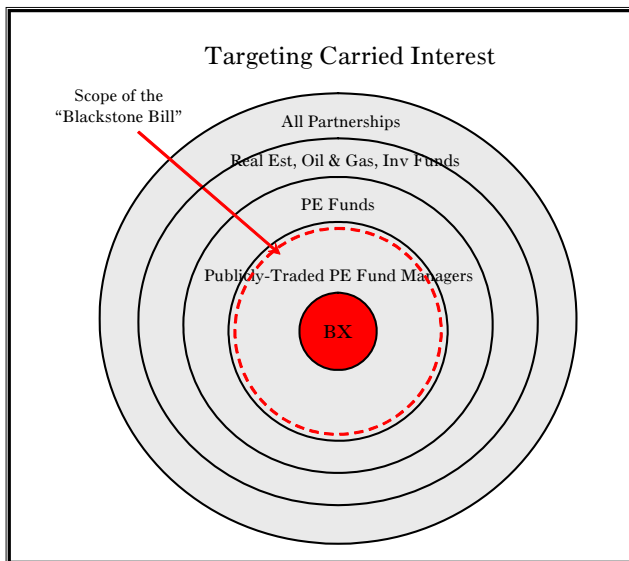 Targeting Carried Interest
Scope of the
“Blackstone Bill”
All Partnerships
Real Est, Oil & Gas, Inv Funds
PE Funds
Publicly-Traded PE Fund Managers
BX